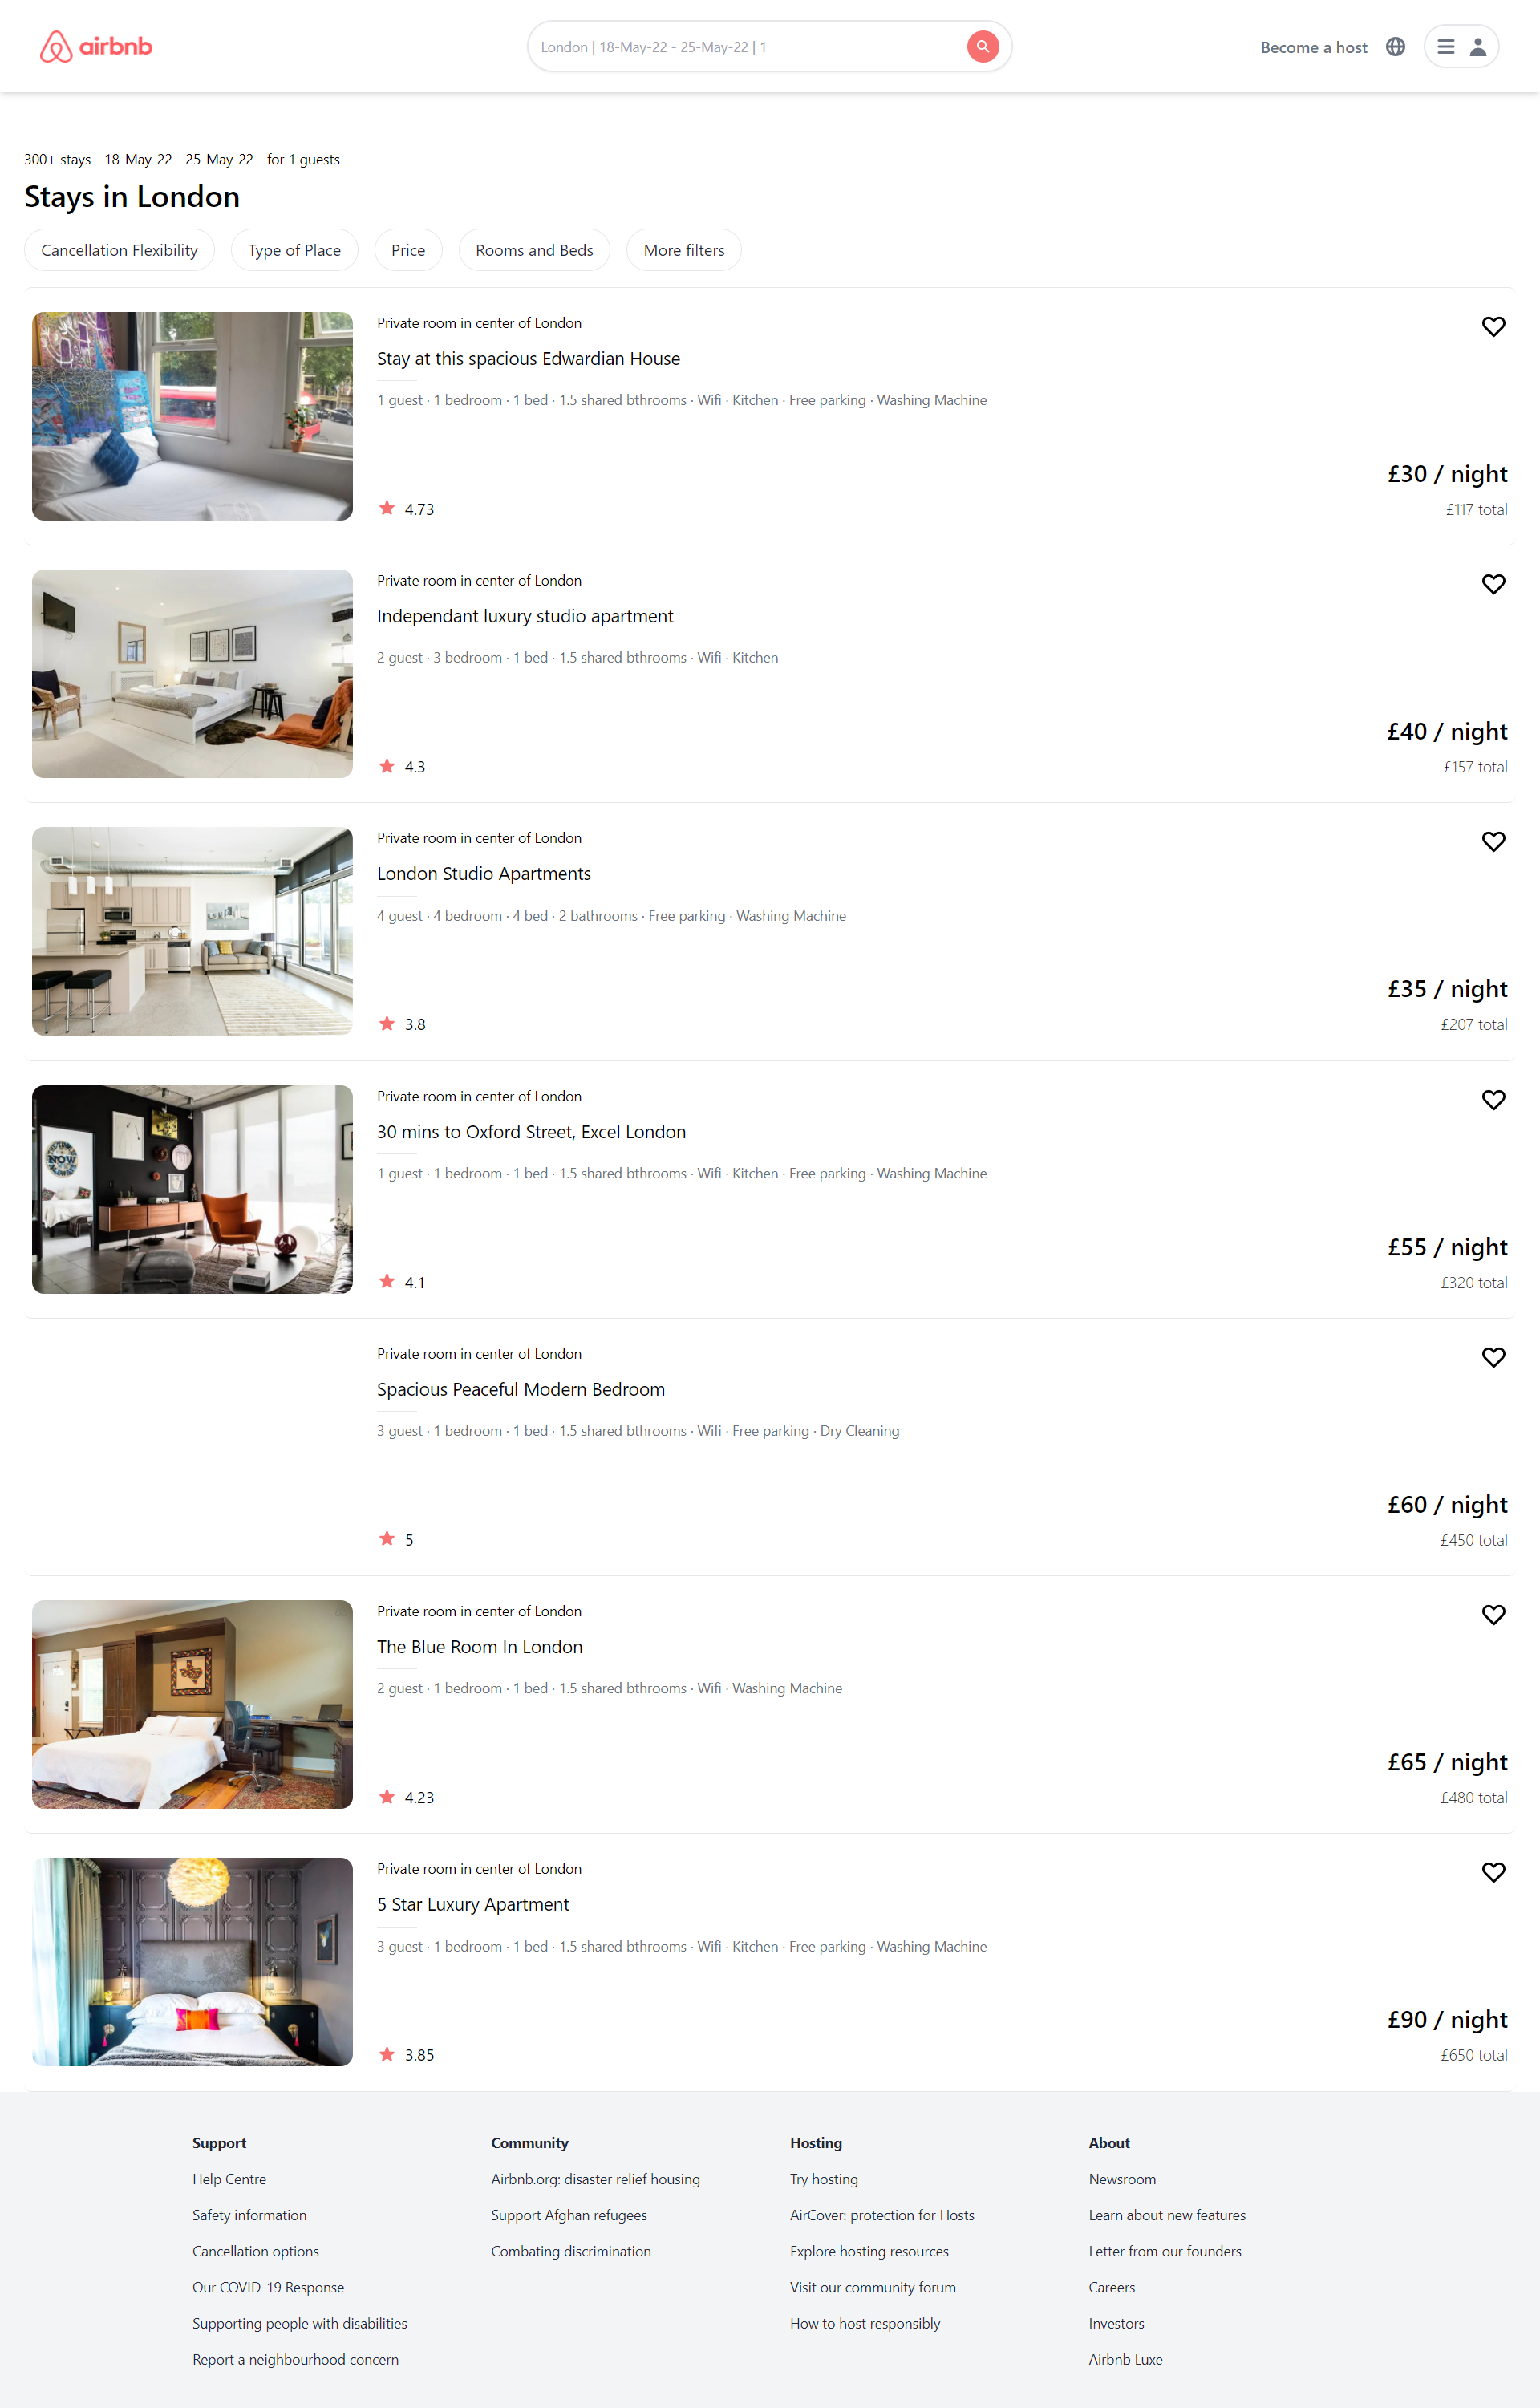 airbnb
London | 18-May-22 - 25-May-22 | 1
Become a host
300+ stays - 18-May-22 - 25-May-22 - for 1 guests
Stays in London
Cancellation Flexibility
Type of Place
Price
Rooms and Beds
More filters
Private room in center of London
Stay at this spacious Edwardian House
1 guest · 1 bedroom · 1 bed · 1.5 shared bthrooms · Wifi · Kitchen · Free parking · Washing Machine
£30 / night
4.73
£117 total
Private room in center of London
Independant luxury studio apartment
2 guest · 3 bedroom · 1 bed · 1.5 shared bthrooms · Wifi · Kitchen
£40 / night
4.3
£157 total
Private room in center of London
London Studio Apartments
4 guest · 4 bedroom · 4 bed · 2 bathrooms · Free parking · Washing Machine
£35 / night
3.8
£207 total
NOW
Private room in center of London
30 mins to Oxford Street, Excel London
1 guest · 1 bedroom · 1 bed · 1.5 shared bthrooms · Wifi · Kitchen · Free parking · Washing Machine
£55 / night
4.1
£320 total
Private room in center of London
Spacious Peaceful Modern Bedroom
3 guest · 1 bedroom · 1 bed · 1.5 shared bthrooms · Wifi · Free parking · Dry Cleaning
£60 / night
5
£450 total
Private room in center of London
The Blue Room In London
2 guest · 1 bedroom · 1 bed · 1.5 shared bthrooms · Wifi · Washing Machine
£65 / night
4.23
£480 total
Private room in center of London
5 Star Luxury Apartment
3 guest · 1 bedroom · 1 bed · 1.5 shared bthrooms · Wifi · Kitchen · Free parking · Washing Machine
£90 / night
3.85
£650 total
Support
Help Centre
Safety information
Cancellation options
Our COVID-19 Response
Supporting people with disabilities
Report a neighbourhood concern
Community
Airbnb.org: disaster relief housing
Support Afghan refugees
Combating discrimination
Hosting
Try hosting
AirCover: protection for Hosts
Explore hosting resources
Visit our community forum
How to host responsibly
About
Newsroom
Learn about new features
Letter from our founders
Careers
Investors
Airbnb Luxe